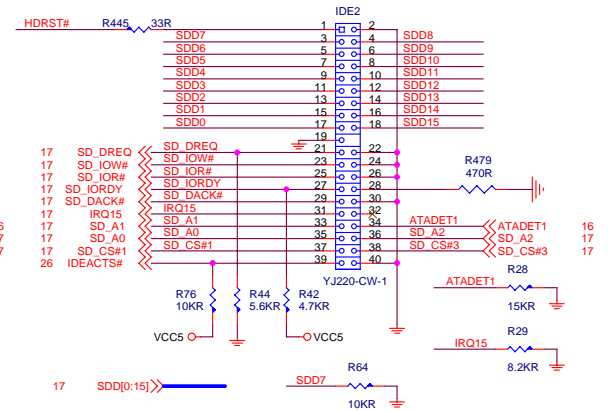 IDE2
HDRST# R445 33R
1 2
SDD7 3 4 SDD8
SDD6 5 6 SDD9
SDD5 7 8 SDD10
SDD4 9 10 SDD11
SDD3 11 12 SDD12
SDD2 13 14 SDD13
SDD1 15 16 SDD14
SDD0 17 18 SDD15
19
17 SD_DREQ SD_DREQ 21 22
17 SD_IOW# SD_IOW# 23 24
17 SD_IOR# SD_IOR# 25 26
17 SD_IORDY SD_IORDY 27 28
R479
470R
17 SD_DACK# SD_DACK# 29 30
17 IRQ15 IRQ15 31 32
6 17 SD_A1 SD_A1 33 34 ATADET1 ATADET1 16
7 17 SD_A0 SD_A0 35 36 SD_A2 SD_A2 17
7 17 SD_CS#1 SD_CS#1 37 38 SD_CS#3 SD_CS#3 17
26 IDEACTS# 39 40
YJ220-CW-1
R76
10KR
R44
5.6KR
R42
4.7KR
VCC5
VCC5
ATADET1 R28
15KR
IRQ15 R29
8.2KR
17 SDD[0:15]
SDD7 R64
10KR